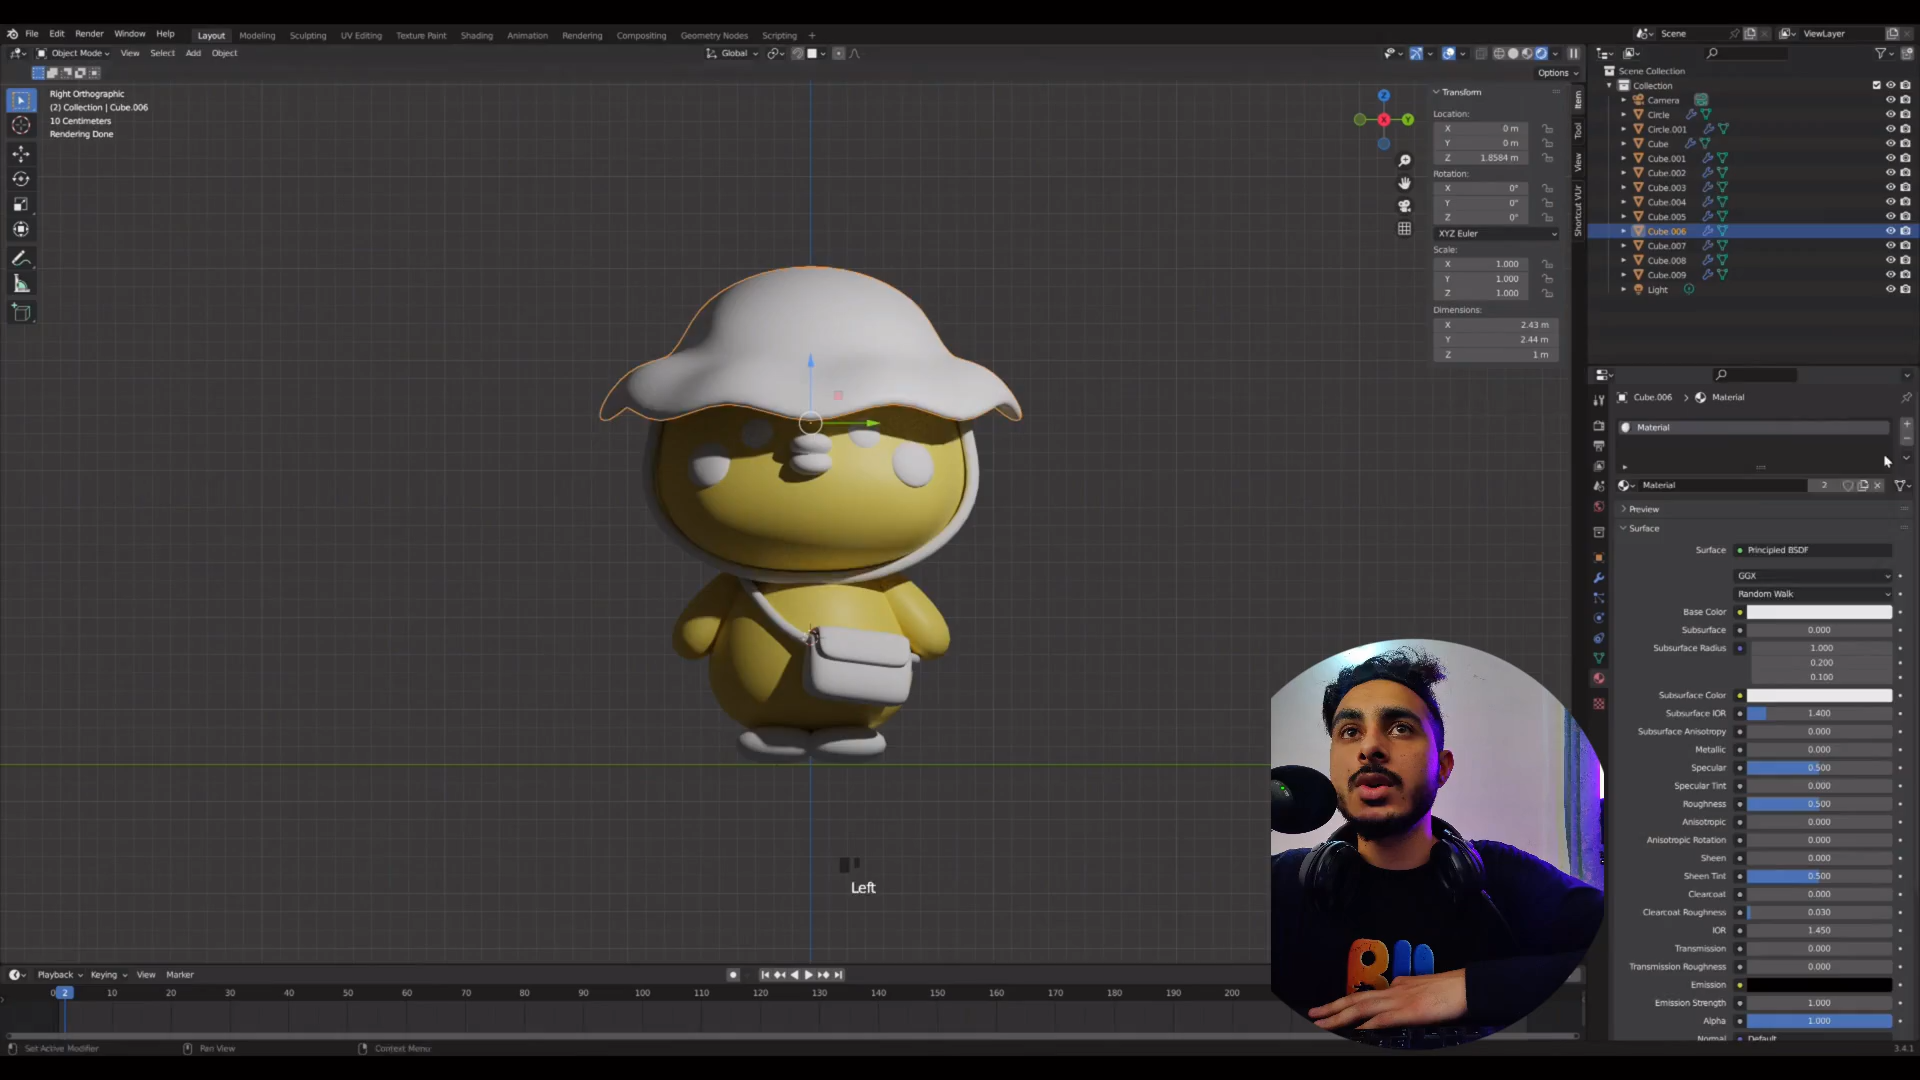 File Edit Render Window Help Layout Modeling Sculpting UV Editing Texture Paint Shading Animation Rendering Compositing Geometry Nodes Scripting + Scene ViewLayer
Object Mode View Select Add Object Global
Options
Right Orthographic
(2) Collection | Cube.006
10 Centimeters
Rendering Done
Z
X
Y
Transform
Location:
X 0 m
Y 0 m
Z 1.8584 m
Rotation:
X 0°
Y 0°
Z 0°
XYZ Euler
Scale:
X 1.000
Y 1.000
Z 1.000
Dimensions:
X 2.43 m
Y 2.44 m
Z 1 m
Item
Tool
View
Shortcut VUr
Scene Collection
Collection
Camera
Circle
Circle.001
Cube
Cube.001
Cube.002
Cube.003
Cube.004
Cube.005
Cube.006
Cube.007
Cube.008
Cube.009
Light
Cube.006 > Material
Material
Material 2
Preview
Surface
Surface Principled BSDF
GGX
Random Walk
Base Color
Subsurface 0.000
Subsurface Radius 1.000
0.200
0.100
Subsurface Color
Subsurface IOR 1.400
Subsurface Anisotropy 0.000
Metallic 0.000
Specular 0.500
Specular Tint 0.000
Roughness 0.500
Anisotropic 0.000
Anisotropic Rotation 0.000
Sheen 0.000
Sheen Tint 0.500
Clearcoat 0.000
Clearcoat Roughness 0.030
IOR 1.450
Transmission 0.000
Transmission Roughness 0.000
Emission
Emission Strength 1.000
Alpha 1.000
Normal Default
Left
Playback Keying View Marker
0 2 10 20 30 40 50 60 70 80 90 100 110 120 130 140 150 160 170 180 190 200
Set Active Modifier Pan View Context Menu 3.4.1